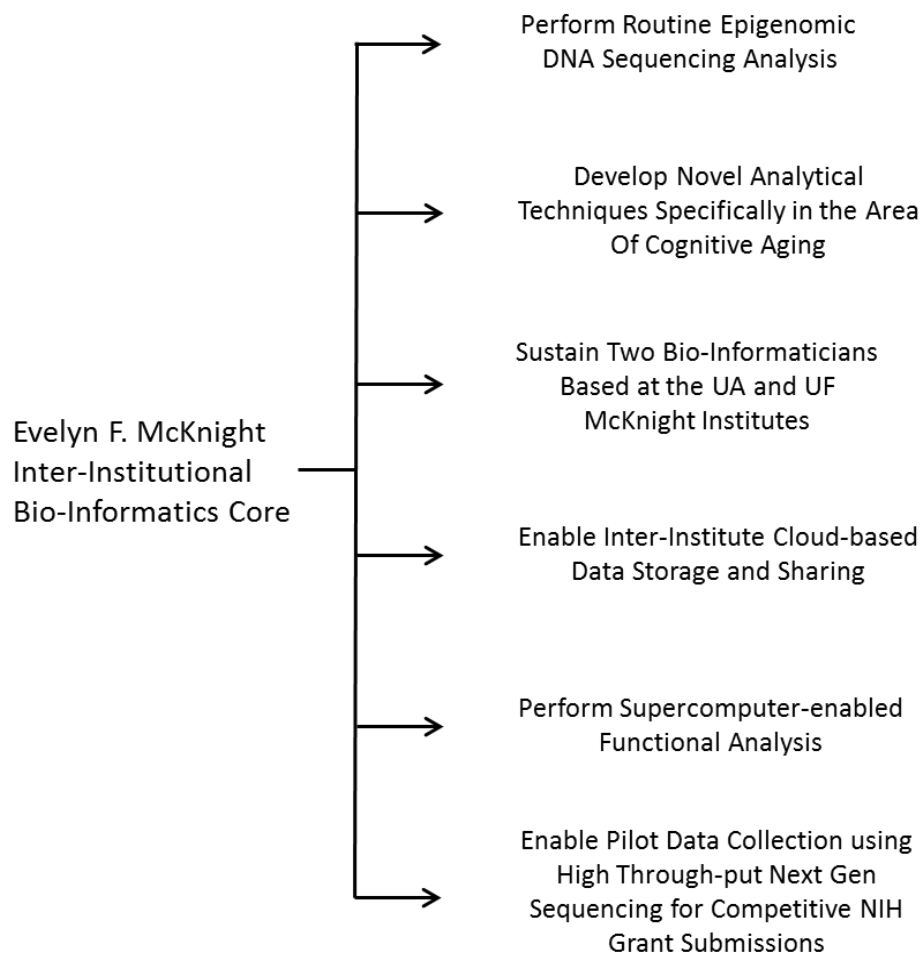 Perform Routine Epigenomic
DNA Sequencing Analysis
Develop Novel Analytical
Techniques Specifically in the Area
Of Cognitive Aging
Sustain Two Bio-Informaticians
Based at the UA and UF
McKnight Institutes
Evelyn F. McKnight
Inter-Institutional
Bio-Informatics Core
Enable Inter-Institute Cloud-based
Data Storage and Sharing
Perform Supercomputer-enabled
Functional Analysis
Enable Pilot Data Collection using
High Through-put Next Gen
Sequencing for Competitive NIH
Grant Submissions